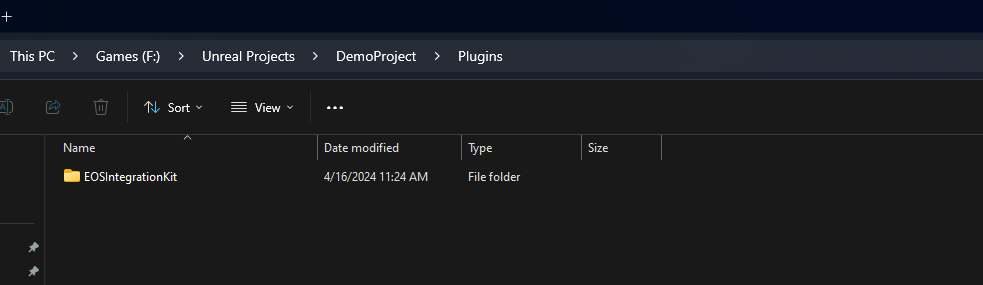 +
This PC > Games (F:) > Unreal Projects > DemoProject > Plugins
Sort View ...
Name Date modified Type Size
EOSIntegrationKit 4/16/2024 11:24 AM File folder